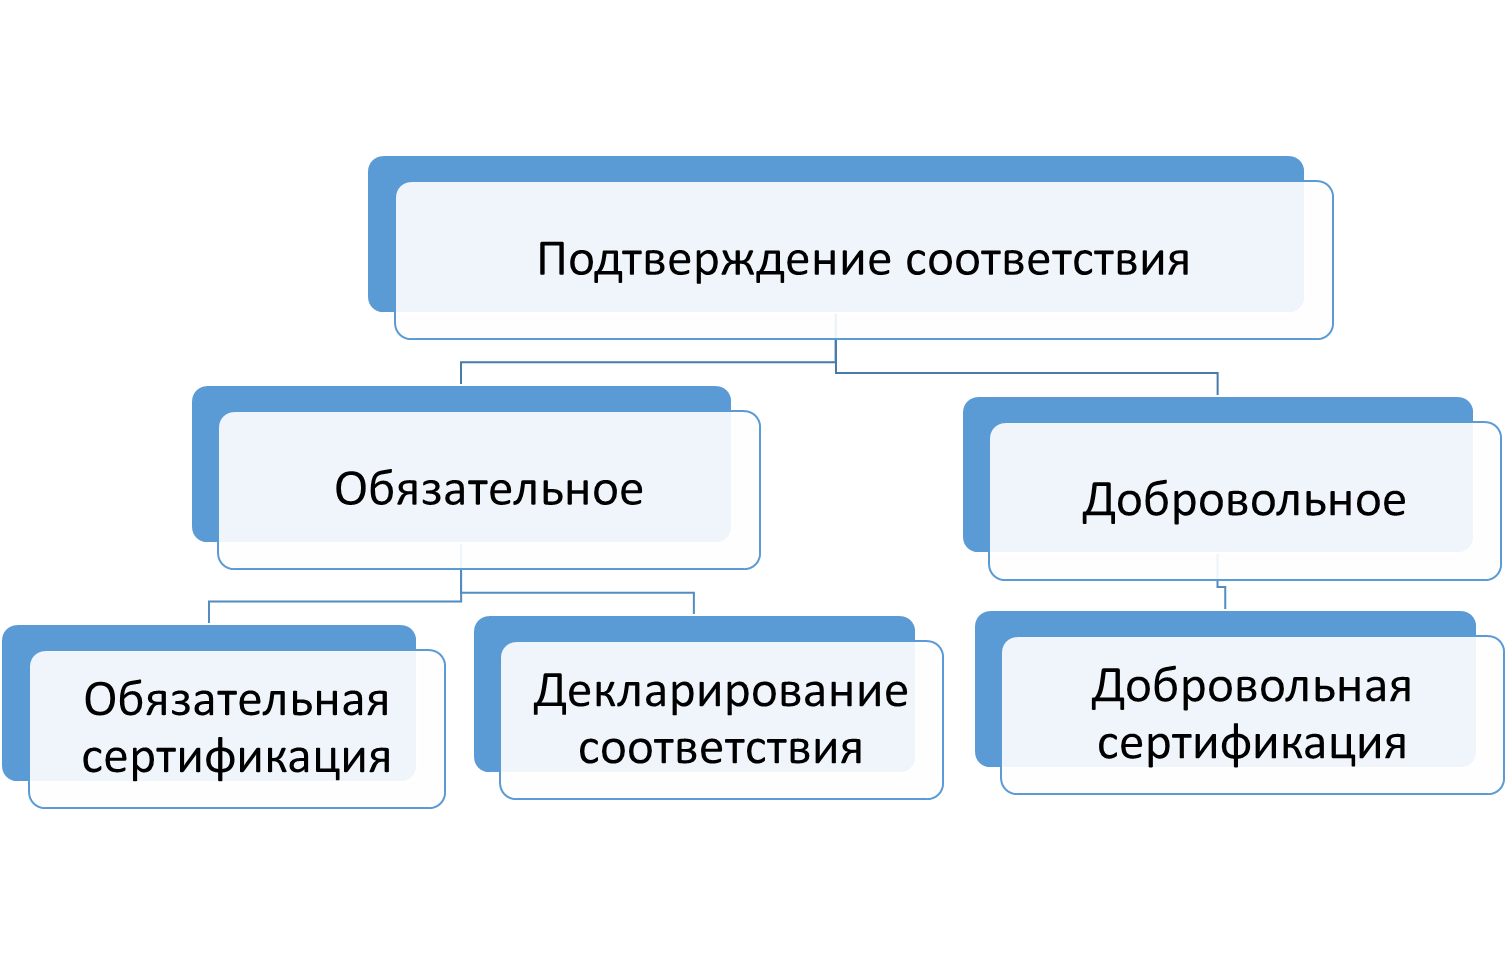 Подтверждение соответствия
Обязательное
Добровольное
Обязательная
сертификация
Декларирование
соответствия
Добровольная
сертификация